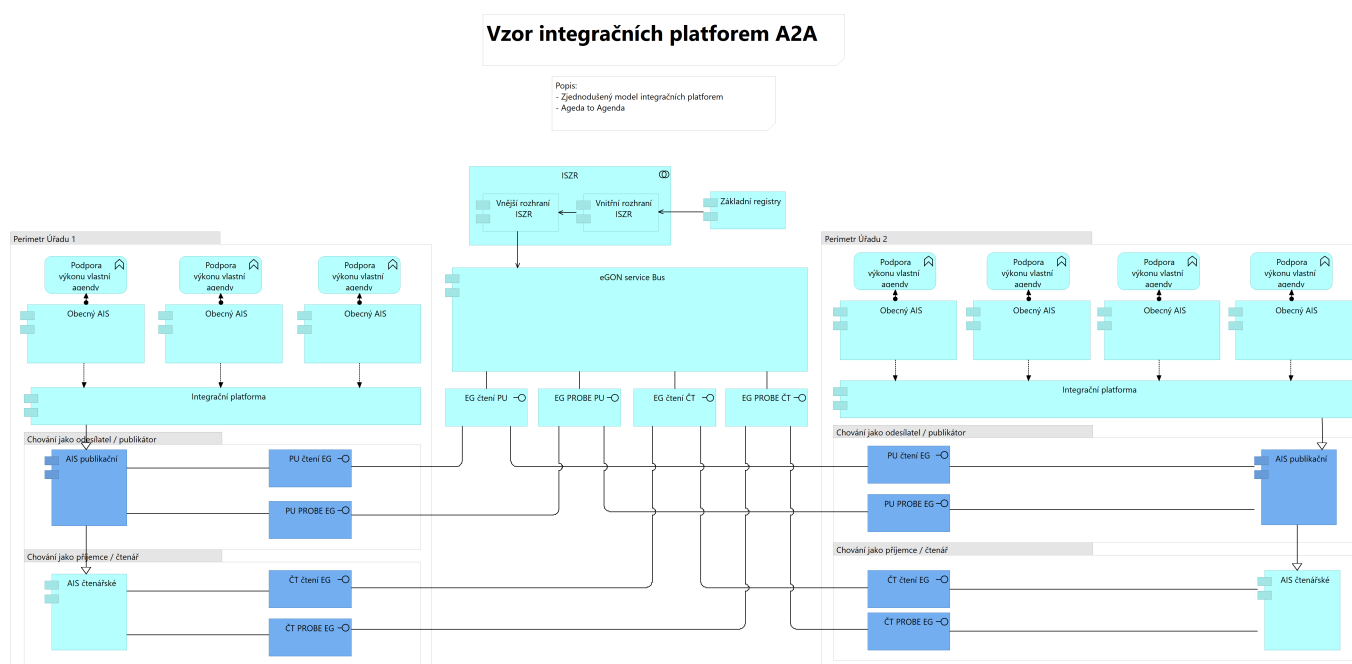 Vzor integračních platforem A2A
Popis:
- Zjednodušený model integračních platforem
- Ageda to Agenda
ISZR
Vnější rozhraní
ISZR
Vnitřní rozhraní
ISZR
Základní registry
Perimetr Úřadu 1
Podpora
výkonu vlastní
agendy
Podpora
výkonu vlastní
agendy
Podpora
výkonu vlastní
agendy
Obecný AIS
Obecný AIS
Obecný AIS
Integrační platforma
eGON service Bus
EG čtení PU
EG PROBE PU
EG čtení ČT
EG PROBE ČT
Perimetr Úřadu 2
Podpora
výkonu vlastní
agendy
Podpora
výkonu vlastní
agendy
Podpora
výkonu vlastní
agendy
Podpora
výkonu vlastní
agendy
Obecný AIS
Obecný AIS
Obecný AIS
Obecný AIS
Integrační platforma
Chování jako odesílatel / publikátor
AIS publikační
PU čtení EG
PU PROBE EG
Chování jako příjemce / čtenář
AIS čtenářské
ČT čtení EG
ČT PROBE EG
Chování jako odesílatel / publikátor
PU čtení EG
AIS publikační
PU PROBE EG
Chování jako příjemce / čtenář
ČT čtení EG
AIS čtenářské
ČT PROBE EG